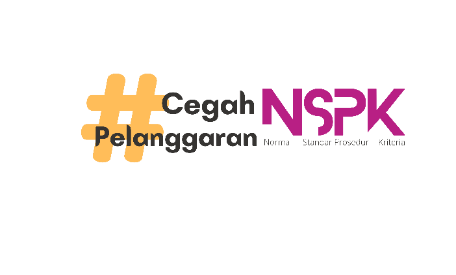 # Cegah NSPK
Pelanggaran
Norma Standar Prosedur Kriteria